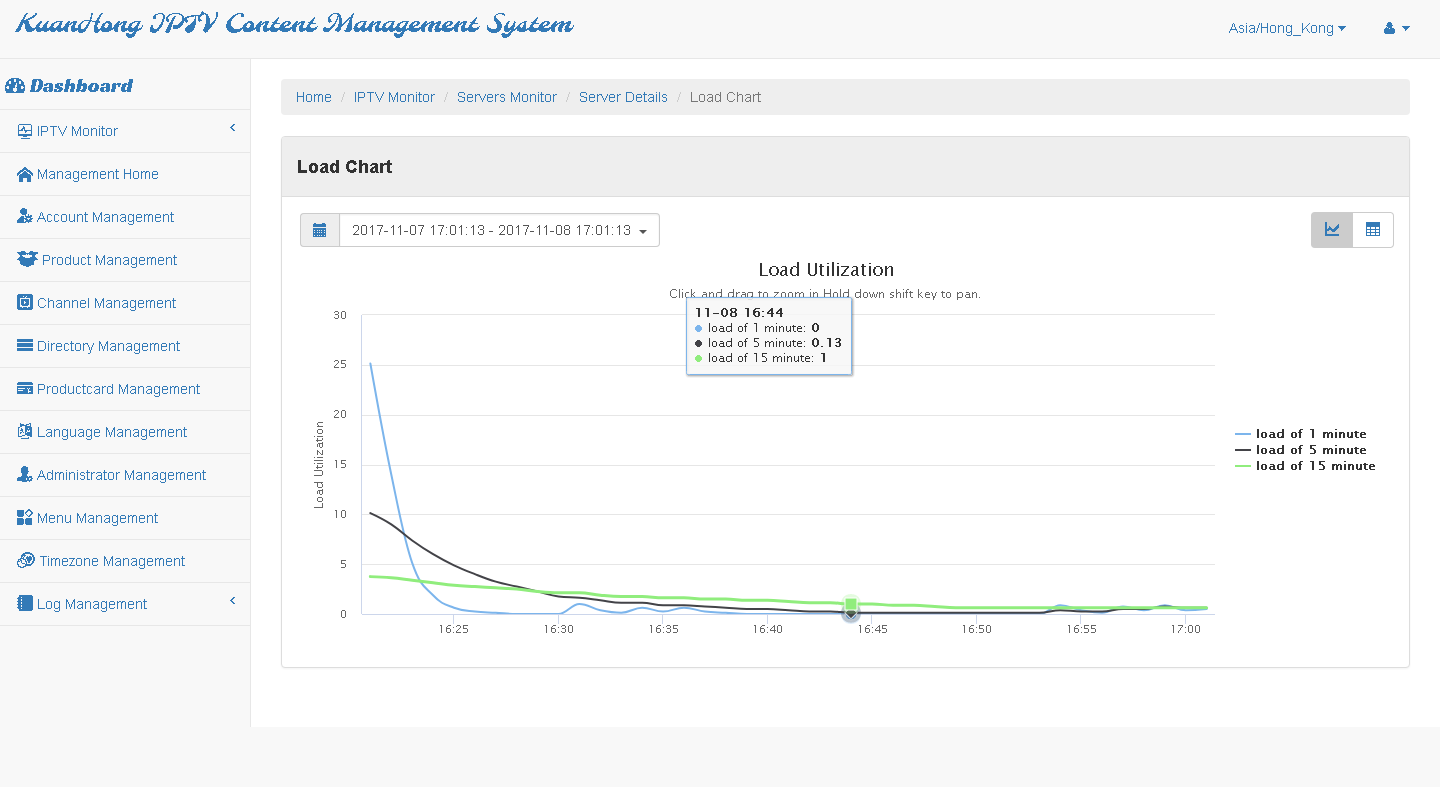 KuanHong IPTV Content Management System
Asia/Hong_Kong
Dashboard
IPTV Monitor
Management Home
Account Management
Product Management
Channel Management
Directory Management
Productcard Management
Language Management
Administrator Management
Menu Management
Timezone Management
Log Management
Home / IPTV Monitor / Servers Monitor / Server Details / Load Chart
Load Chart
2017-11-07 17:01:13 - 2017-11-08 17:01:13
Load Utilization
Click and drag to zoom in Hold down shift key to pan.
11-08 16:44
load of 1 minute: 0
load of 5 minute: 0.13
load of 15 minute: 1
Load Utilization
30
25
20
15
10
5
0
16:25 16:30 16:35 16:40 16:45 16:50 16:55 17:00
load of 1 minute
load of 5 minute
load of 15 minute